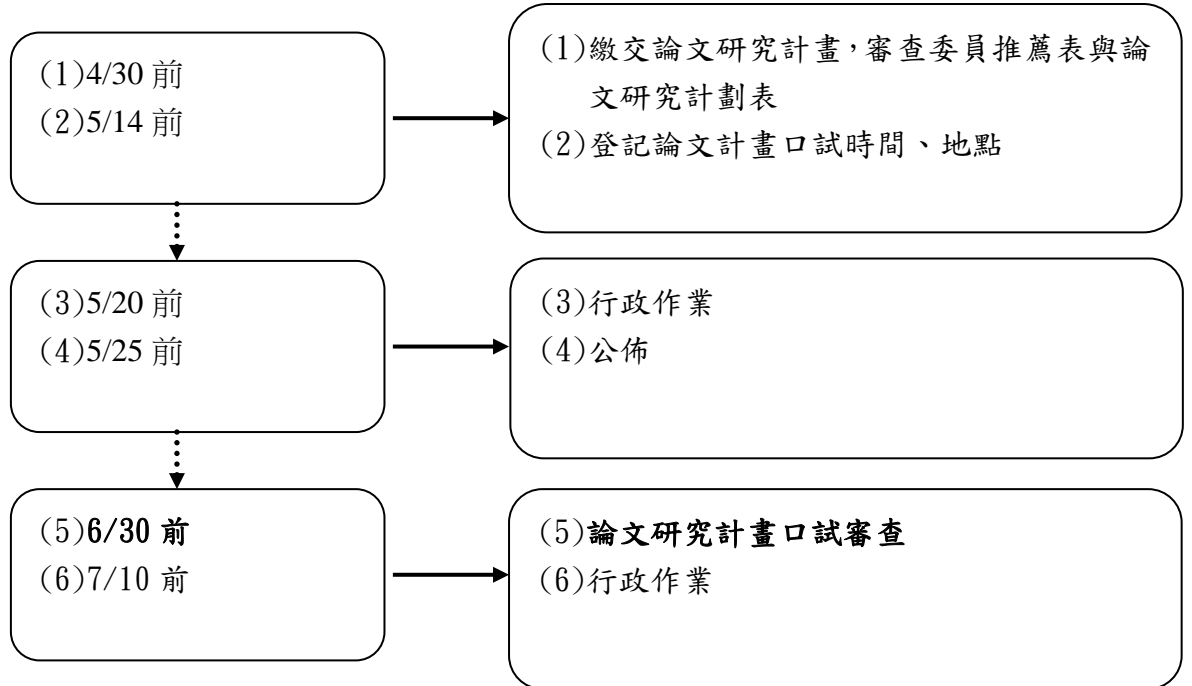 (1)4/30 前
(2)5/14 前
(1)繳交論文研究計畫，審查委員推薦表與論
文研究計劃表
(2)登記論文計畫口試時間、地點
(3)5/20 前
(4)5/25 前
(3)行政作業
(4)公佈
(5)6/30 前
(6)7/10 前
(5)論文研究計畫口試審查
(6)行政作業